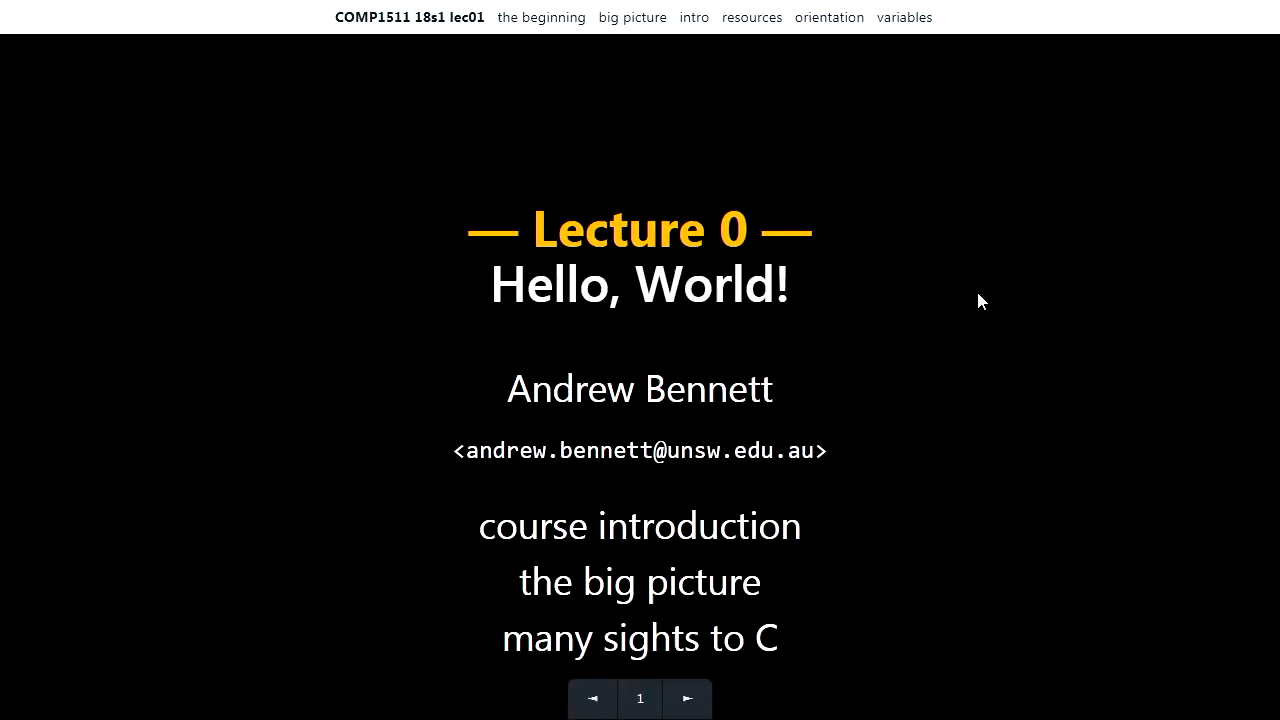 COMP1511 18s1 lec01 the beginning big picture intro resources orientation variables
— Lecture 0 —
Hello, World!
Andrew Bennett
<andrew.bennett@unsw.edu.au>
course introduction
the big picture
many sights to C
◄ 1 ►